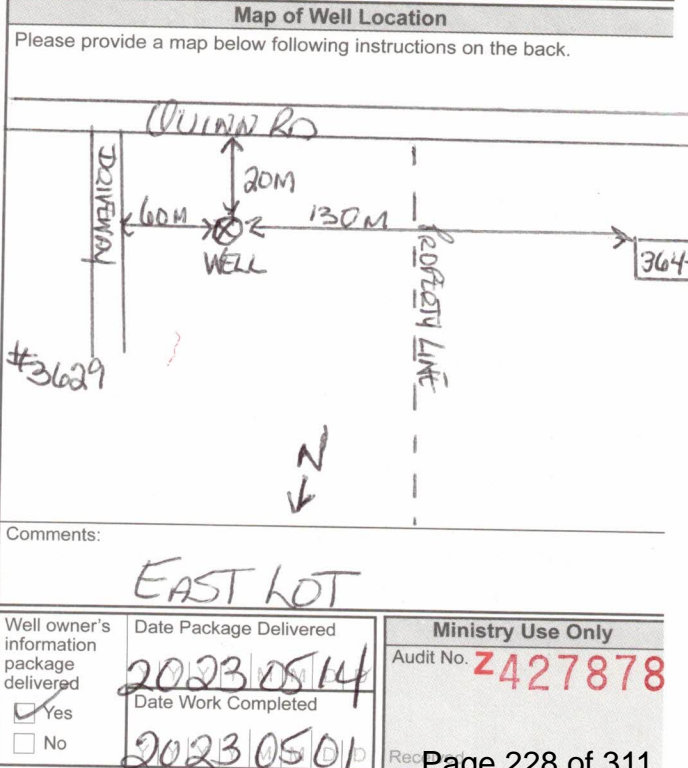 Map of Well Location
Please provide a map below following instructions on the back.
QUINN RD
DRIVEWAY
20M
60M
130M
WELL
PROPERTY LINE
364
#3629
N
Comments:
EAST LOT
Well owner's information package delivered
Yes
No
Date Package Delivered
2023 05 14
Date Work Completed
2023 05 01
Ministry Use Only
Audit No. Z427878
Received
Page 228 of 311